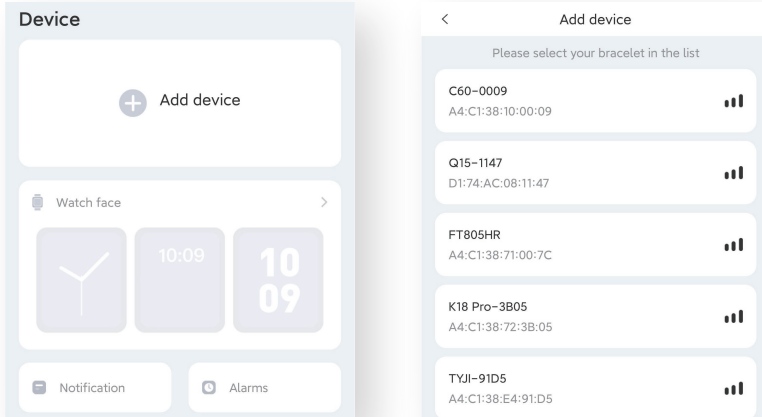 Device
Add device
Watch face
10:09
10
09
Notification
Alarms
Add device
Please select your bracelet in the list
C60-0009
A4:C1:38:10:00:09
Q15-1147
D1:74:AC:08:11:47
FT805HR
A4:C1:38:71:00:7C
K18 Pro-3B05
A4:C1:38:72:3B:05
TYJI-91D5
A4:C1:38:E4:91:D5